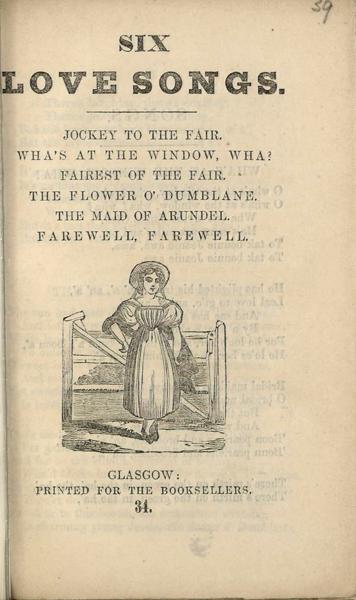 39
SIX
LOVE SONGS.
JOCKEY TO THE FAIR.
WHA'S AT THE WINDOW, WHA?
FAIREST OF THE FAIR.
THE FLOWER O' DUMBLANE.
THE MAID OF ARUNDEL.
FAREWELL, FAREWELL.
GLASGOW:
PRINTED FOR THE BOOKSELLERS.
34.